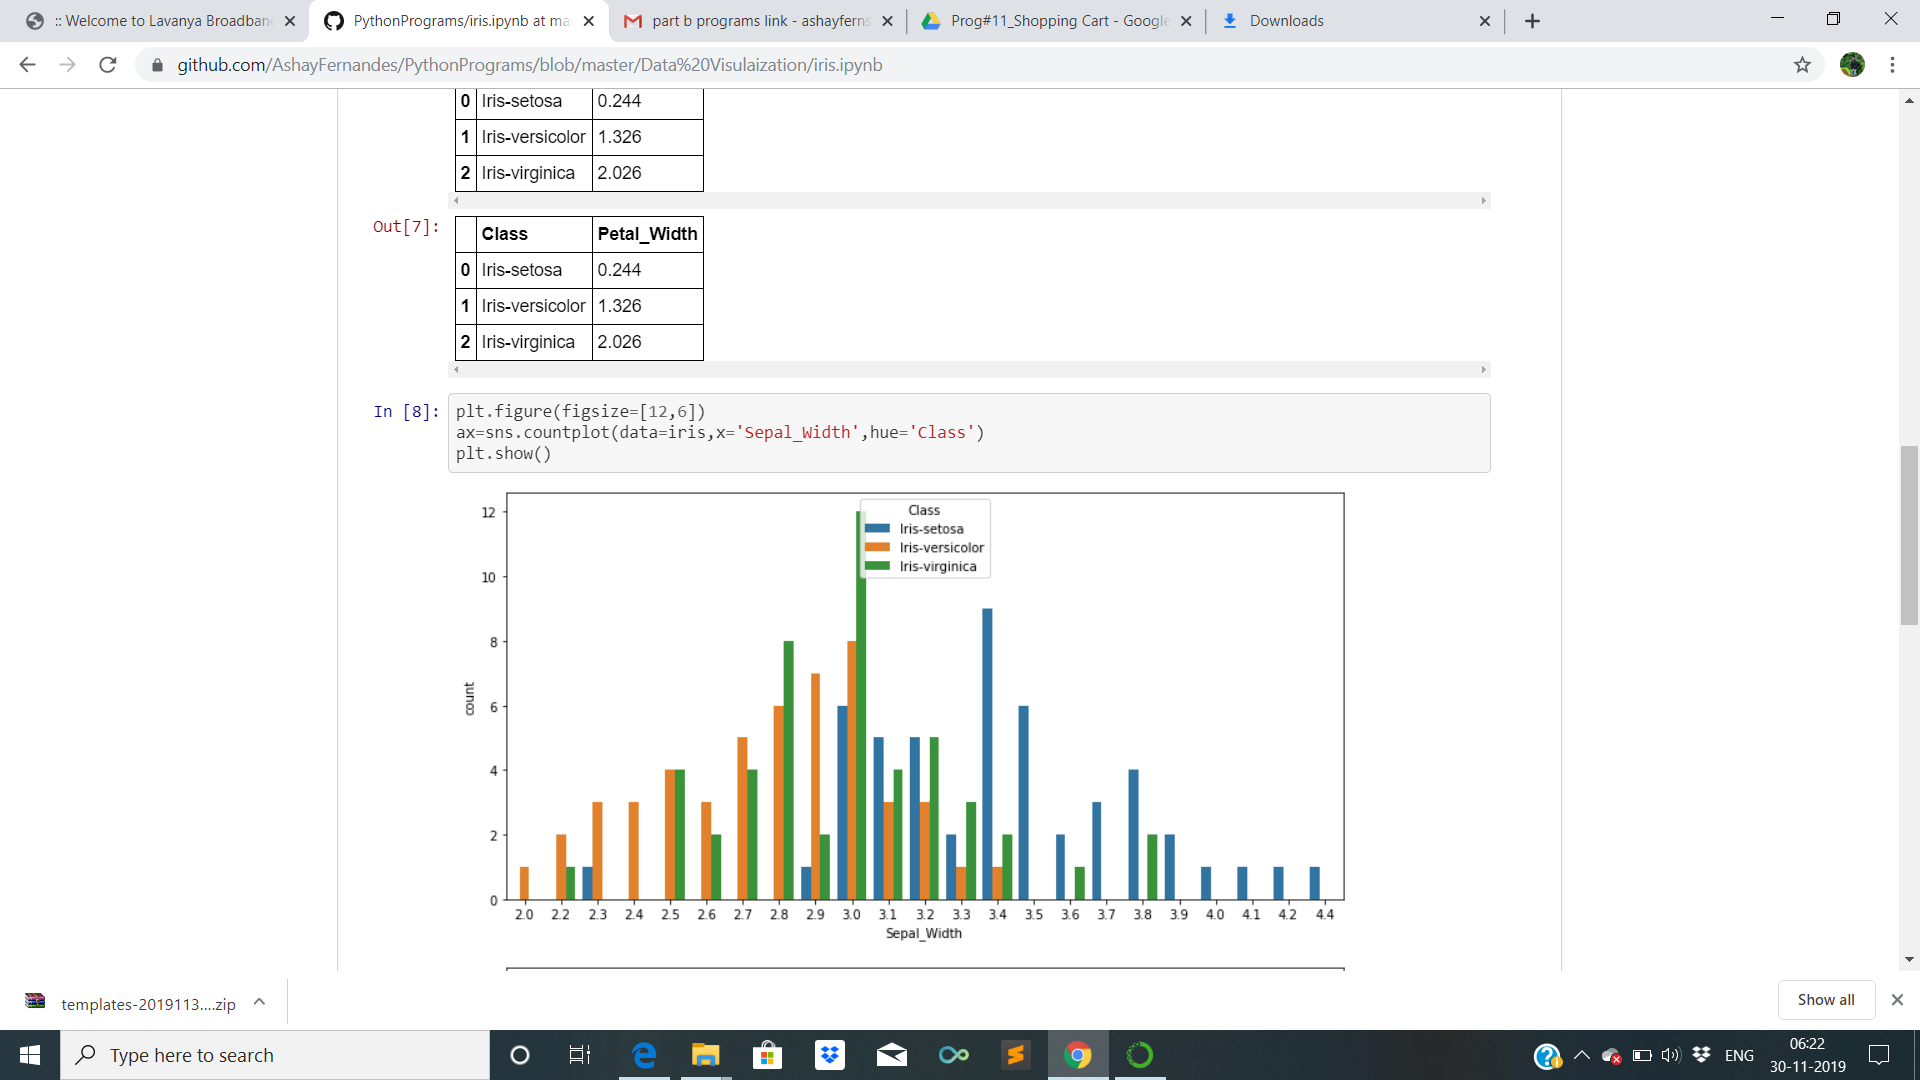 :: Welcome to Lavanya Broadban
PythonPrograms/iris.ipynb at ma
part b programs link - ashayferns
Prog#11_Shopping Cart - Google
Downloads
github.com/AshayFernandes/PythonPrograms/blob/master/Data%20Visulaization/iris.ipynb
0 Iris-setosa 0.244
1 Iris-versicolor 1.326
2 Iris-virginica 2.026
Out[7]:
Class Petal_Width
0 Iris-setosa 0.244
1 Iris-versicolor 1.326
2 Iris-virginica 2.026
In [8]:
plt.figure(figsize=[12,6])
ax=sns.countplot(data=iris,x='Sepal_Width',hue='Class')
plt.show()
Class
Iris-setosa
Iris-versicolor
Iris-virginica
12
10
8
6
4
2
0
count
2.0 2.2 2.3 2.4 2.5 2.6 2.7 2.8 2.9 3.0 3.1 3.2 3.3 3.4 3.5 3.6 3.7 3.8 3.9 4.0 4.1 4.2 4.4
Sepal_Width
templates-2019113....zip
Show all
Type here to search
ENG
06:22
30-11-2019